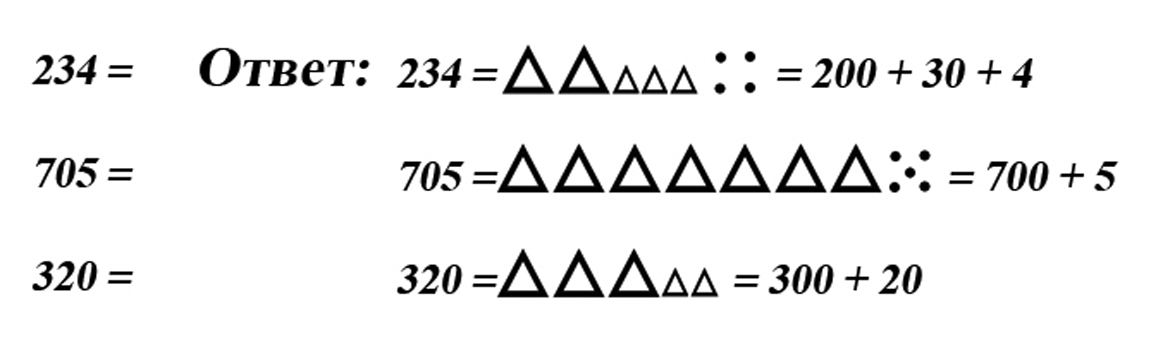 234 = Ответ: 234 = △△▵▵▵ :: = 200 + 30 + 4
705 = 705 = △△△△△△△⁙ = 700 + 5
320 = 320 = △△△▵▵ = 300 + 20